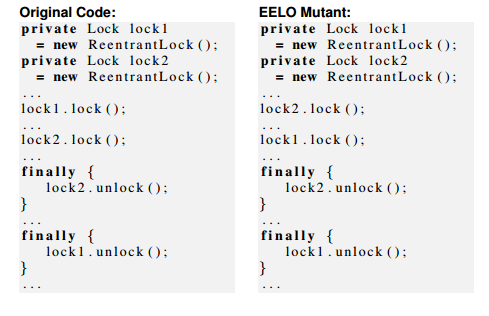 Original Code:
private Lock lock1
= new ReentrantLock();
private Lock lock2
= new ReentrantLock();
...
lock1.lock();
...
lock2.lock();
...
finally {
lock2.unlock();
}
...
finally {
lock1.unlock();
}
...
EELO Mutant:
private Lock lock1
= new ReentrantLock();
private Lock lock2
= new ReentrantLock();
...
lock2.lock();
...
lock1.lock();
...
finally {
lock2.unlock();
}
...
finally {
lock1.unlock();
}
...